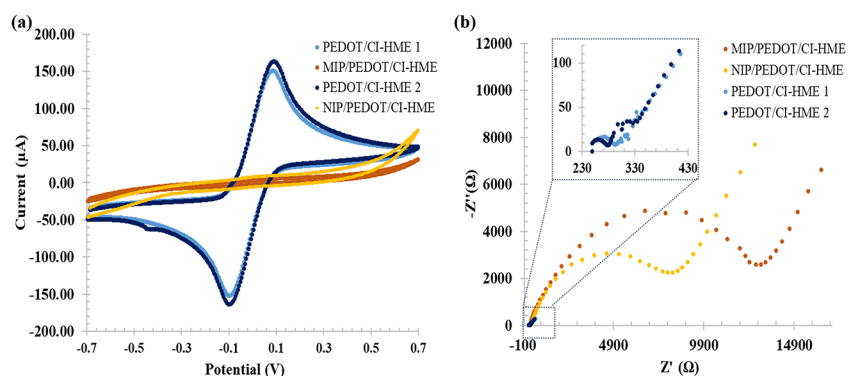 (a)
200.00
150.00
100.00
50.00
0.00
-50.00
-100.00
-150.00
-200.00
Current (µA)
-0.7
-0.4
-0.1
0.1
0.3
0.5
0.7
Potential (V)
PEDOT/CI-HME 1
MIP/PEDOT/CI-HME
PEDOT/CI-HME 2
NIP/PEDOT/CI-HME
(b)
12000
10000
8000
6000
4000
2000
0
-Z''(Ω)
-100
4900
9900
14900
Z' (Ω)
100
50
0
230
330
430
MIP/PEDOT/CI-HME
NIP/PEDOT/CI-HME
PEDOT/CI-HME 1
PEDOT/CI-HME 2